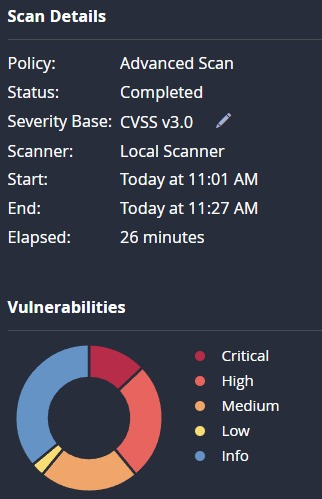 Scan Details
Policy: Advanced Scan
Status: Completed
Severity Base: CVSS v3.0
Scanner: Local Scanner
Start: Today at 11:01 AM
End: Today at 11:27 AM
Elapsed: 26 minutes
Vulnerabilities
Critical
High
Medium
Low
Info